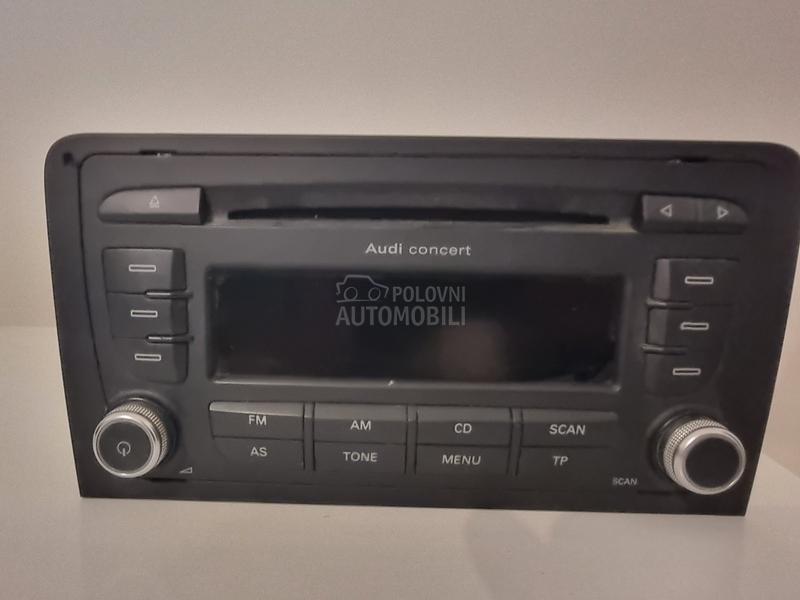 Audi concert
POLOVNI
AUTOMOBILI
FM AM CD SCAN
AS TONE MENU TP
SCAN